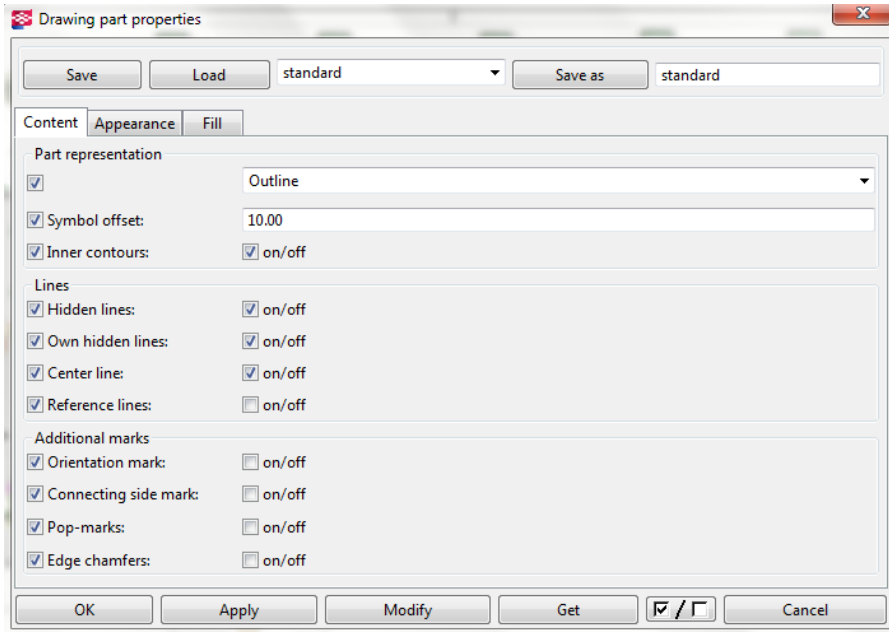 Drawing part properties
Save Load standard Save as standard
Content Appearance Fill
Part representation
Outline
Symbol offset: 10.00
Inner contours: on/off
Lines
Hidden lines: on/off
Own hidden lines: on/off
Center line: on/off
Reference lines: on/off
Additional marks
Orientation mark: on/off
Connecting side mark: on/off
Pop-marks: on/off
Edge chamfers: on/off
OK Apply Modify Get / Cancel